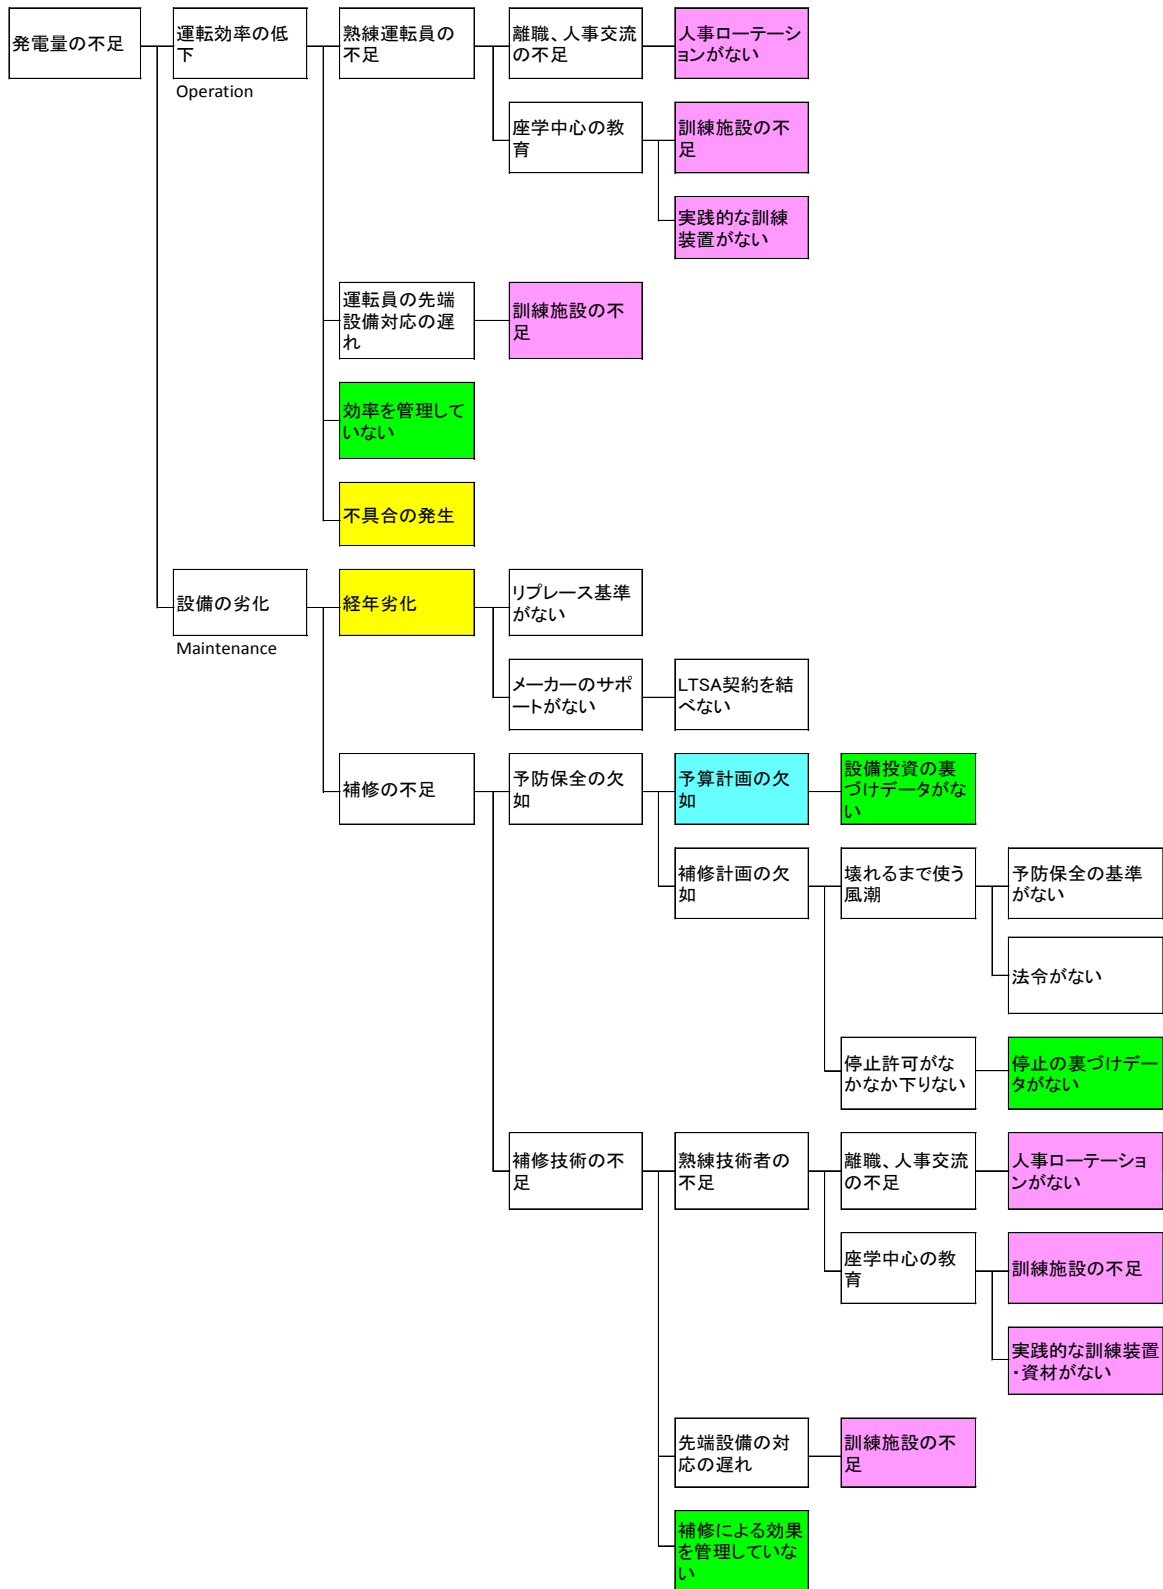 発電量の不足
運転効率の低
下
Operation
熟練運転員の
不足
離職、人事交流
の不足
人事ローテーシ
ョンがない
座学中心の教
育
訓練施設の不
足
実践的な訓練
装置がない
運転員の先端
設備対応の遅
れ
訓練施設の不
足
効率を管理して
いない
不具合の発生
設備の劣化
Maintenance
経年劣化
リプレース基準
がない
メーカーのサポ
ートがない
LTSA契約を結
べない
補修の不足
予防保全の欠
如
予算計画の欠
如
設備投資の裏
づけデータがな
い
補修計画の欠
如
壊れるまで使う
風潮
予防保全の基準
がない
法令がない
停止許可がな
かなか下りない
停止の裏づけデー
タがない
補修技術の不
足
熟練技術者の
不足
離職、人事交流
の不足
人事ローテーショ
ンがない
座学中心の教
育
訓練施設の不足
実践的な訓練装置
・資材がない
先端設備の対
応の遅れ
訓練施設の不
足
補修による効果
を管理していな
い